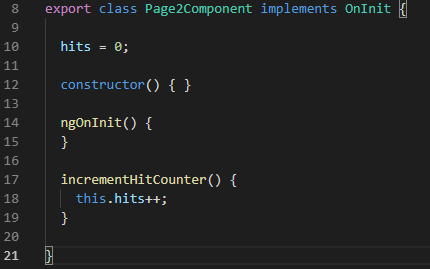 8 export class Page2Component implements OnInit {
9
10   hits = 0;
11
12   constructor() { }
13
14   ngOnInit() {
15   }
16
17   incrementHitCounter() {
18     this.hits++;
19   }
20
21 }